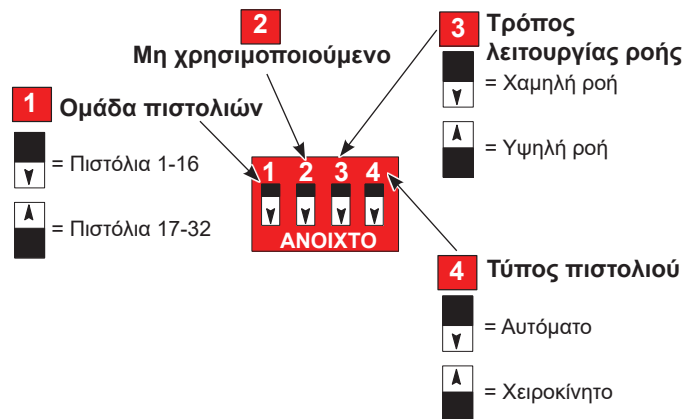 2
Μη χρησιμοποιούμενο
3 Τρόπος
λειτουργίας ροής
= Χαμηλή ροή
= Υψηλή ροή
1 Ομάδα πιστολιών
= Πιστόλια 1-16
= Πιστόλια 17-32
1 2 3 4
ΑΝΟΙΧΤΟ
4 Τύπος πιστολιού
= Αυτόματο
= Χειροκίνητο